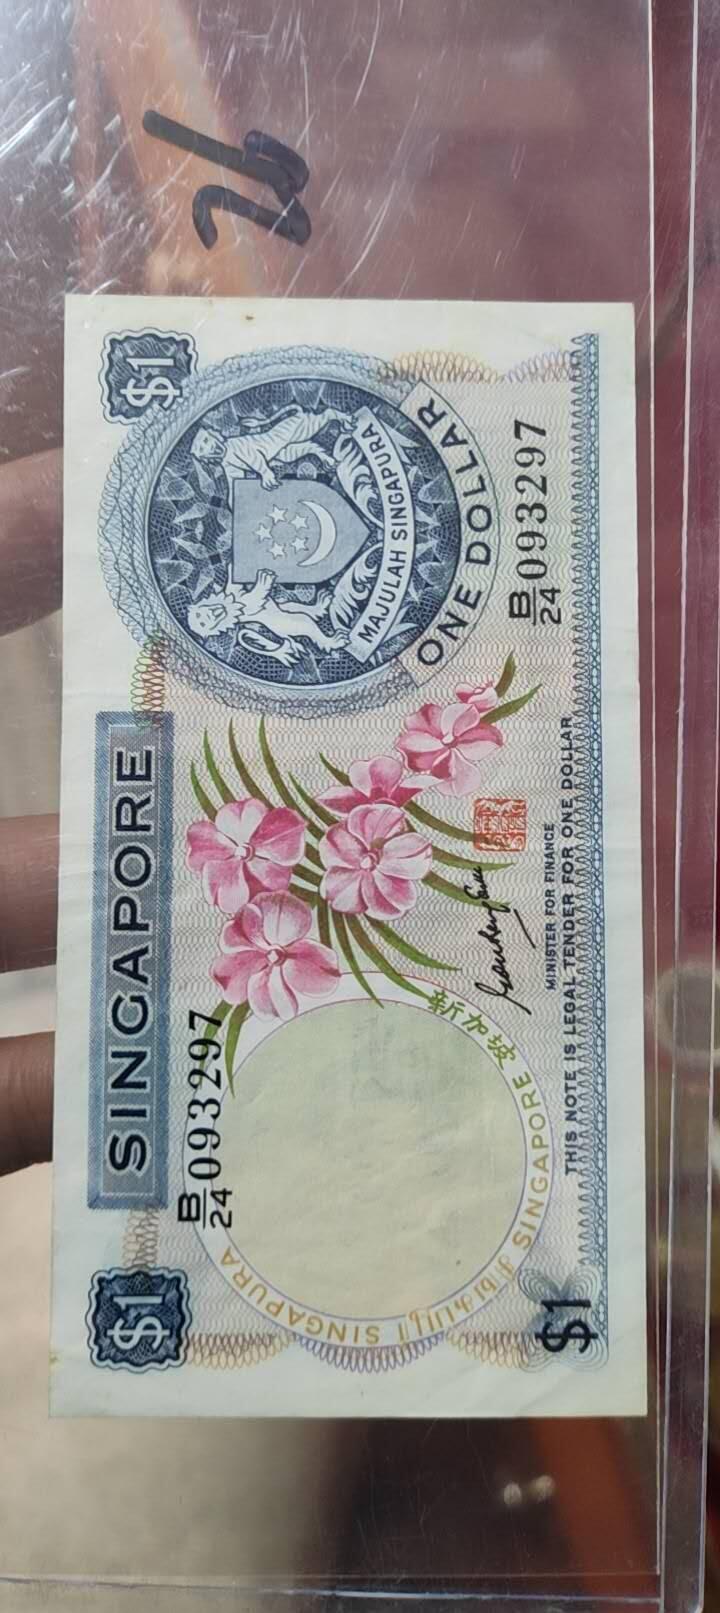 26
$1
SINGAPORE
$1
B/24 093297
MAJULAH SINGAPURA
ONE DOLLAR
新加坡
SINGAPURA
SINGAPORE
B/24 093297
MINISTER FOR FINANCE
THIS NOTE IS LEGAL TENDER FOR ONE DOLLAR
$1